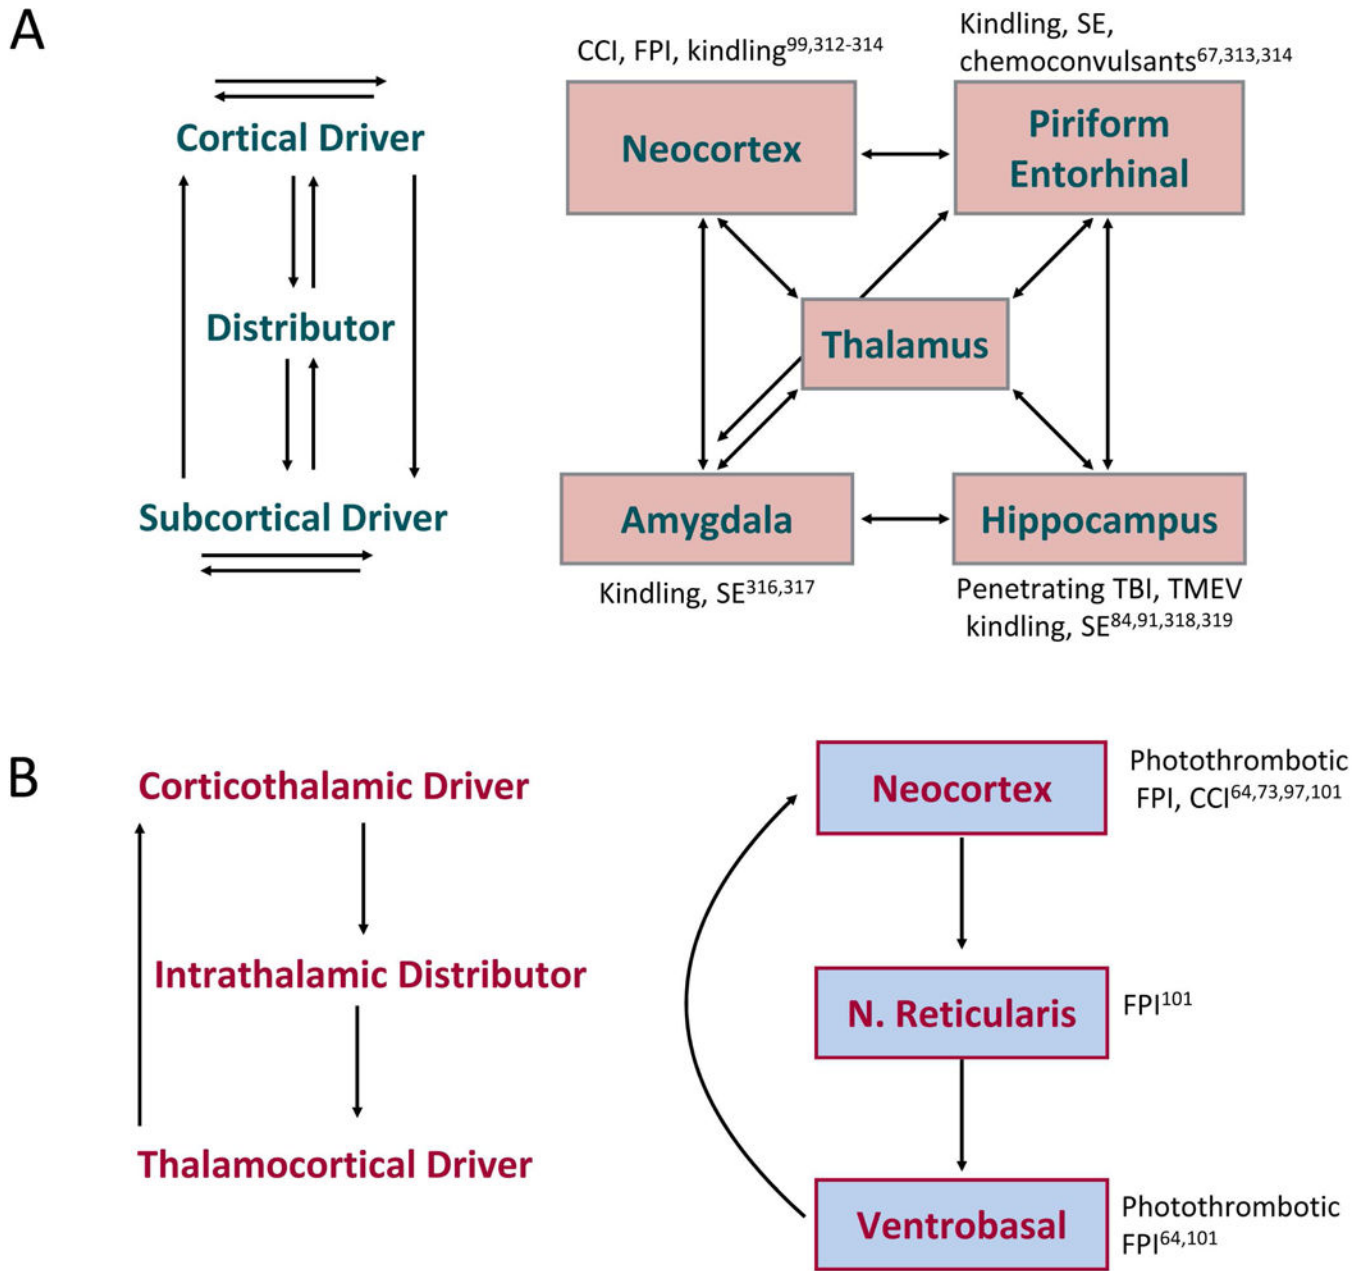 A
CCI, FPI, kindling99,312-314
Kindling, SE,
chemoconvulsants67,313,314
Cortical Driver
Neocortex
Piriform
Entorhinal
Distributor
Thalamus
Subcortical Driver
Amygdala
Hippocampus
Kindling, SE316,317
Penetrating TBI, TMEV
kindling, SE84,91,318,319
B
Corticothalamic Driver
Neocortex
Photothrombotic
FPI, CCI64,73,97,101
Intrathalamic Distributor
N. Reticularis
FPI101
Thalamocortical Driver
Ventrobasal
Photothrombotic
FPI64,101